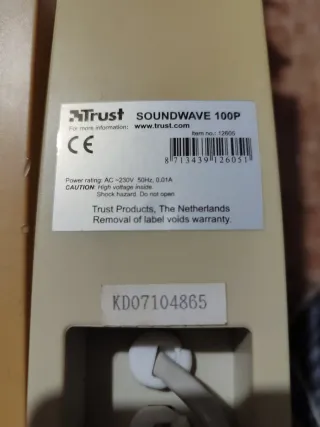 Trust SOUNDWAVE 100P
For more information: www.trust.com
Item no.: 12605
CE
8 713439 126051
Power rating: AC ~230V 50Hz, 0.01A
CAUTION: High voltage inside
Shock hazard. Do not open
Trust Products, The Netherlands
Removal of label voids warranty.
KD07104865